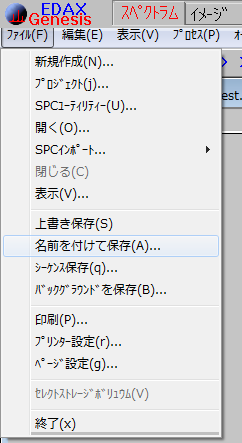 EDAX
Genesis
スペクトラム
イメージ
ﾌｧｲﾙ(F)
編集(E)
表示(V)
ﾌﾟﾛｾｽ(P)
新規作成(N)...
ﾌﾟﾛｼﾞｪｸﾄ(j)...
SPCﾕｰﾃｨﾘﾃｨｰ(U)...
開く(O)...
SPCｲﾝﾎﾟｰﾄ...
閉じる(C)
表示(V)...
est.
上書き保存(S)
名前を付けて保存(A)...
ｼｰｹﾝｽ保存(q)...
ﾊﾞｯｸｸﾞﾗｳﾝﾄﾞを保存(B)...
印刷(P)...
ﾌﾟﾘﾝﾀｰ設定(r)...
ﾍﾟｰｼﾞ設定(g)...
ｾﾚｸﾄｽﾄﾚｰｼﾞﾎﾞﾘｭｳﾑ(V)
終了(x)